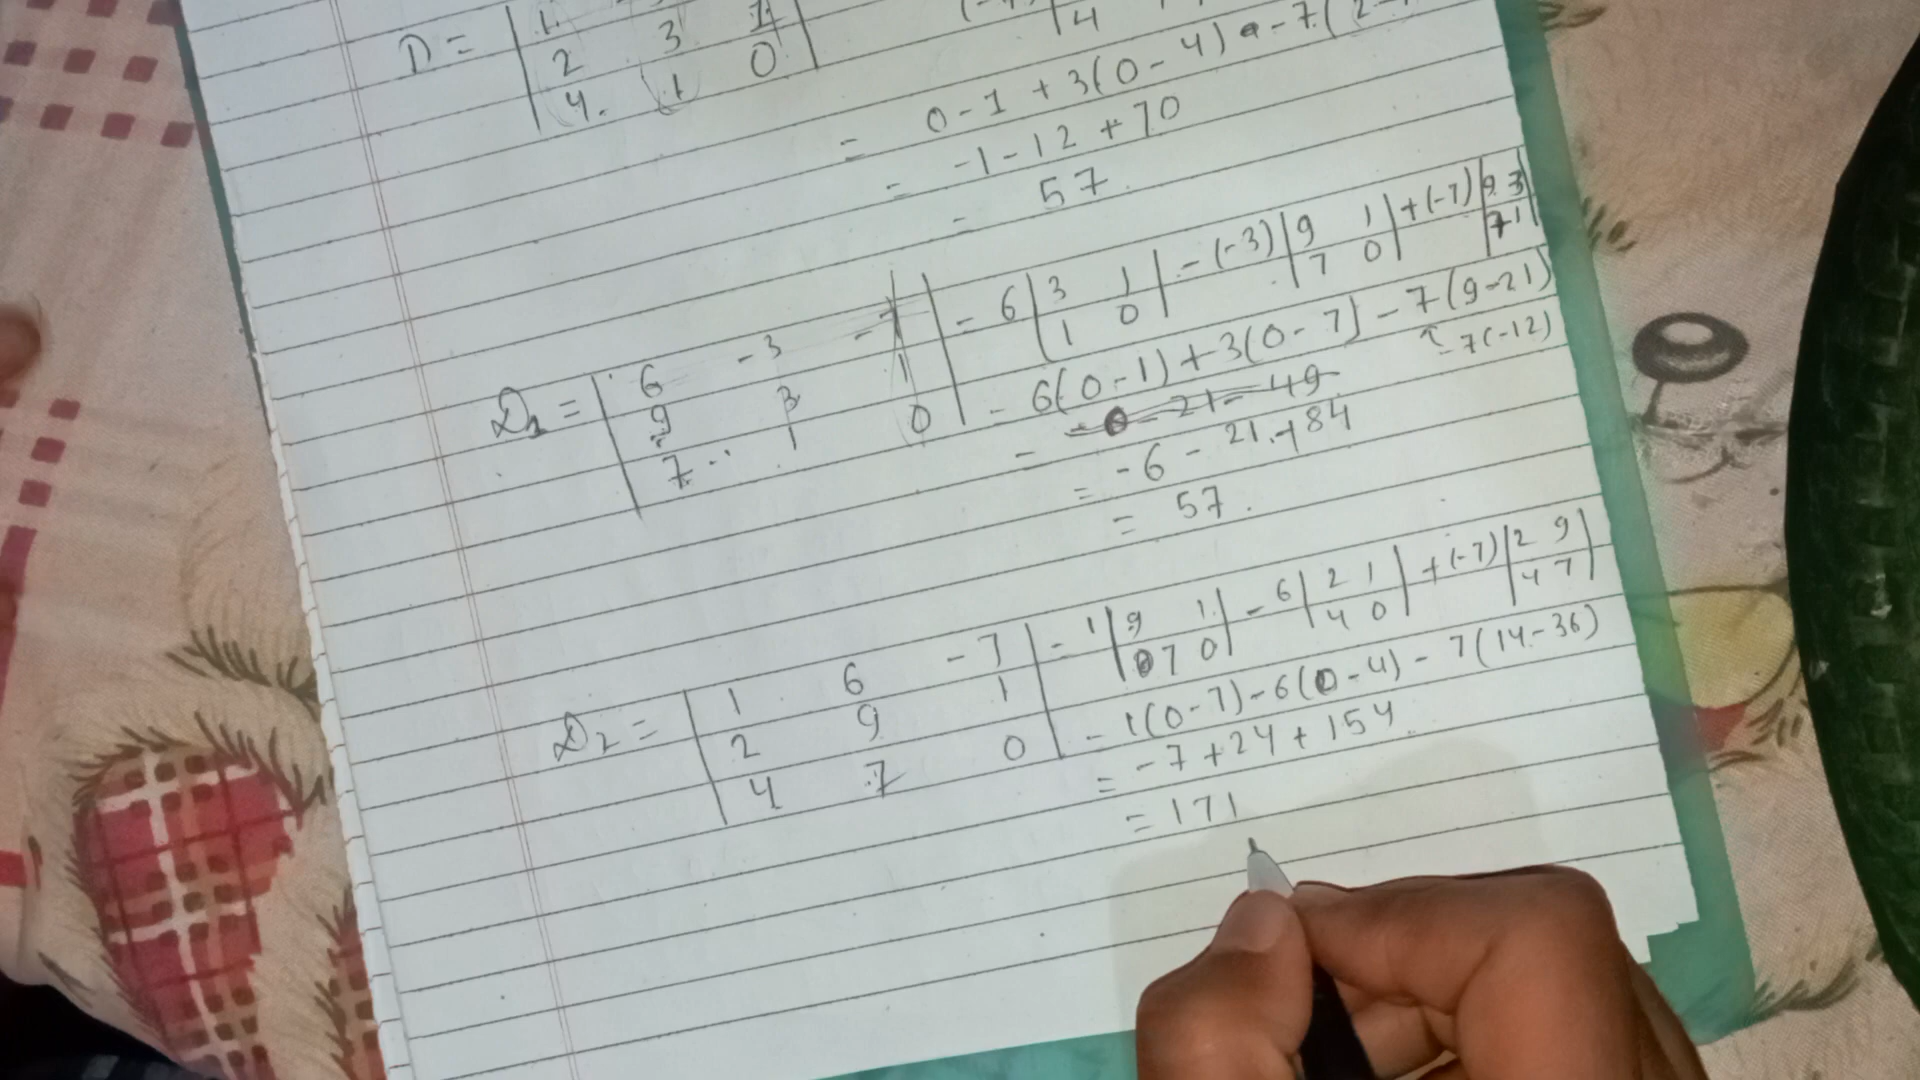 D = | 1
2 3 1
4. 1 0 |
4
= 0 - 1 + 3(0 - 4) - 7(2
= -1 - 12 + 70
= 57.
D1 = | 6 -3 -7
9 3 1
7 1 0 | = 6 | 3 1
1 0 | - (-3) | 9 1
7 0 | + (-7) | 9 3
7 1 |
= 6(0 - 1) + 3(0 - 7) - 7(9 - 21)
- 7(-12)
= - 21 - 49
= -6 - 21 + 84
= 57.
D2 = | 1 6 -7
2 9 1
4 7 0 | = 1 | 9 1
7 0 | - 6 | 2 1
4 0 | + (-7) | 2 9
4 7 |
= 1(0 - 7) - 6(0 - 4) - 7(14 - 36)
= -7 + 24 + 154
= 171